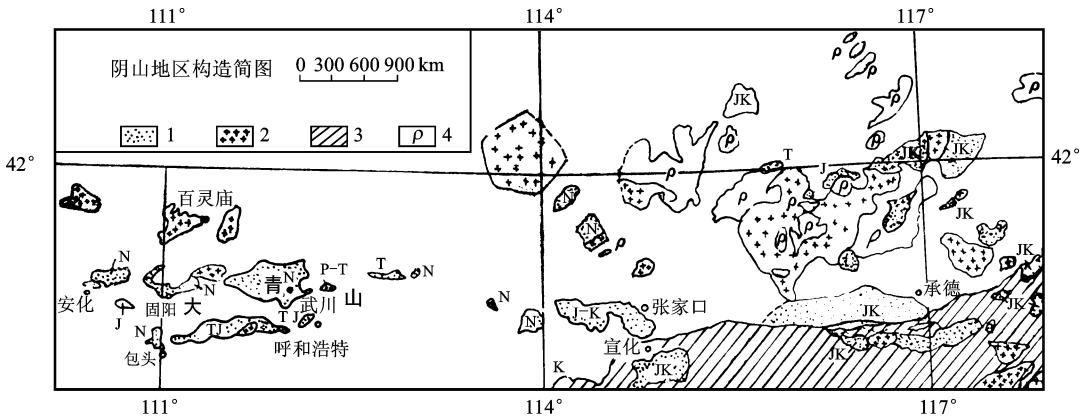 111° 114° 117°
阴山地区构造简图 0 300 600 900 km
1 2 3 ρ 4
42° 42°
JK
ρ
ρ
ρ
ρ
ρ
ρ
T J JK JK JK
ρ
ρ
百灵庙 N ρ ρ
N ρ ρ ρ JK
N T N P-T JK
安化 固阳 大 N 青 N 武川 山
J 承德 JK
N TJ T J N N J-K 张家口 JK
包头 呼和浩特 宣化 JK
K JK
111° 114° 117°